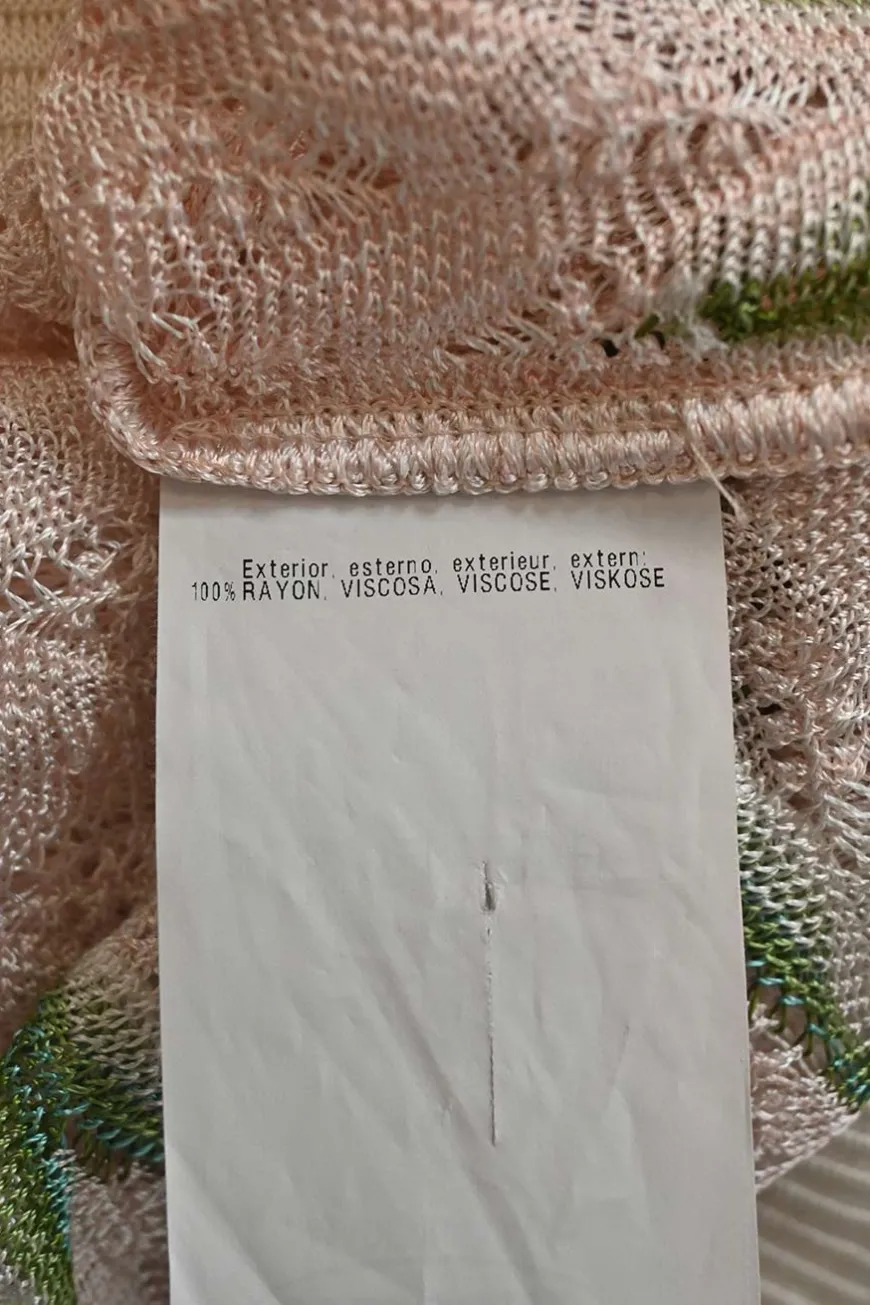 Exterior, esterno, exterieur, extern:
100% RAYON, VISCOSA, VISCOSE, VISKOSE